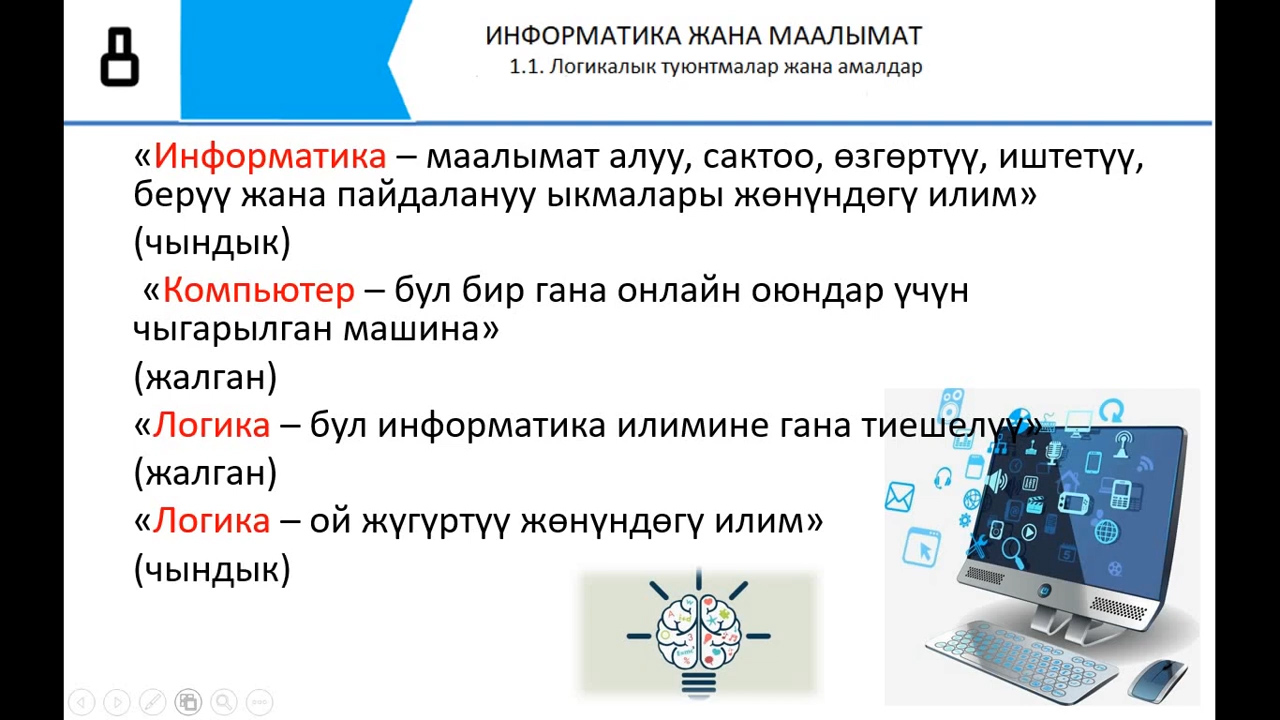 8
ИНФОРМАТИКА ЖАНА МААЛЫМАТ
1.1. Логикалык туюнтмалар жана амалдар
«Информатика – маалымат алуу, сактоо, өзгөртүү, иштетүү,
берүү жана пайдалануу ыкмалары жөнүндөгү илим»
(чындык)
«Компьютер – бул бир гана онлайн оюндар үчүн
чыгарылган машина»
(жалган)
«Логика – бул информатика илимине гана тиешелүү»
(жалган)
«Логика – ой жүгүртүү жөнүндөгү илим»
(чындык)